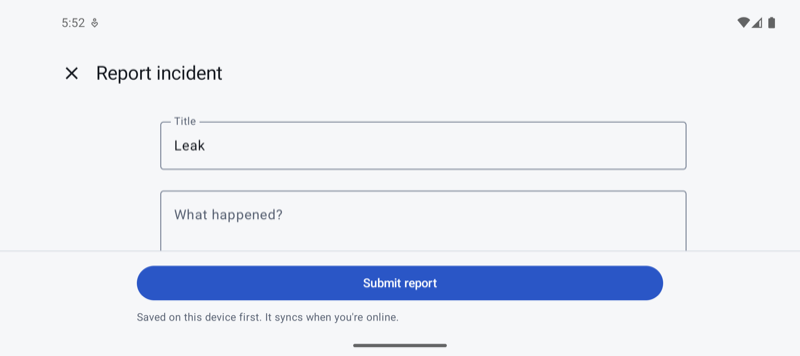 5:52
Report incident
Title
Leak
What happened?
Submit report
Saved on this device first. It syncs when you're online.